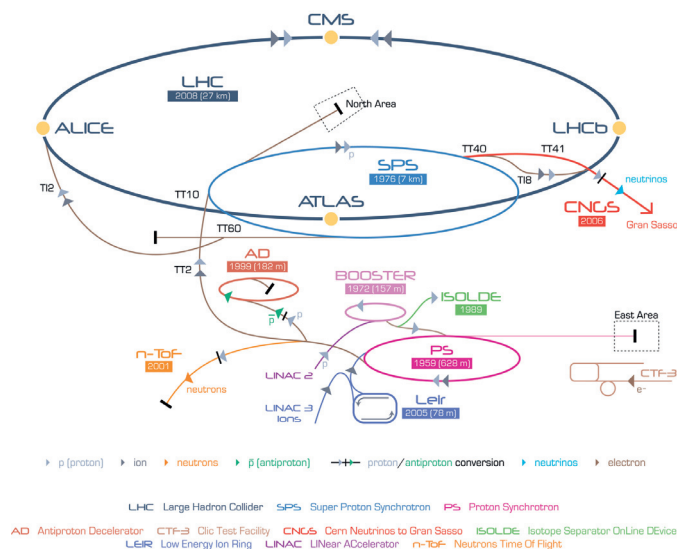 CMS
LHC
2008 (27 km)
North Area
ALICE
LHCb
p
SPS
1976 (7 km)
TT40
TT41
TI2
TI8
TT10
ATLAS
neutrinos
CNGS
2006
Gran Sasso
TT60
AD
1999 (182 m)
TT2
BOOSTER
1972 (157 m)
ISOLDE
1989
East Area
p̄
p
n-ToF
2001
neutrons
LINAC 2
p
PS
1959 (628 m)
CTF-3
e-
LINAC 3
Ions
Leir
2005 (78 m)
p (proton) ion neutrons p̄ (antiproton) proton/antiproton conversion neutrinos electron
LHC Large Hadron Collider SPS Super Proton Synchrotron PS Proton Synchrotron
AD Antiproton Decelerator CTF-3 Clic Test Facility CNGS Cern Neutrinos to Gran Sasso ISOLDE Isotope Separator OnLine DEvice
LEIR Low Energy Ion Ring LINAC LINear ACcelerator n-ToF Neutrons Time Of Flight